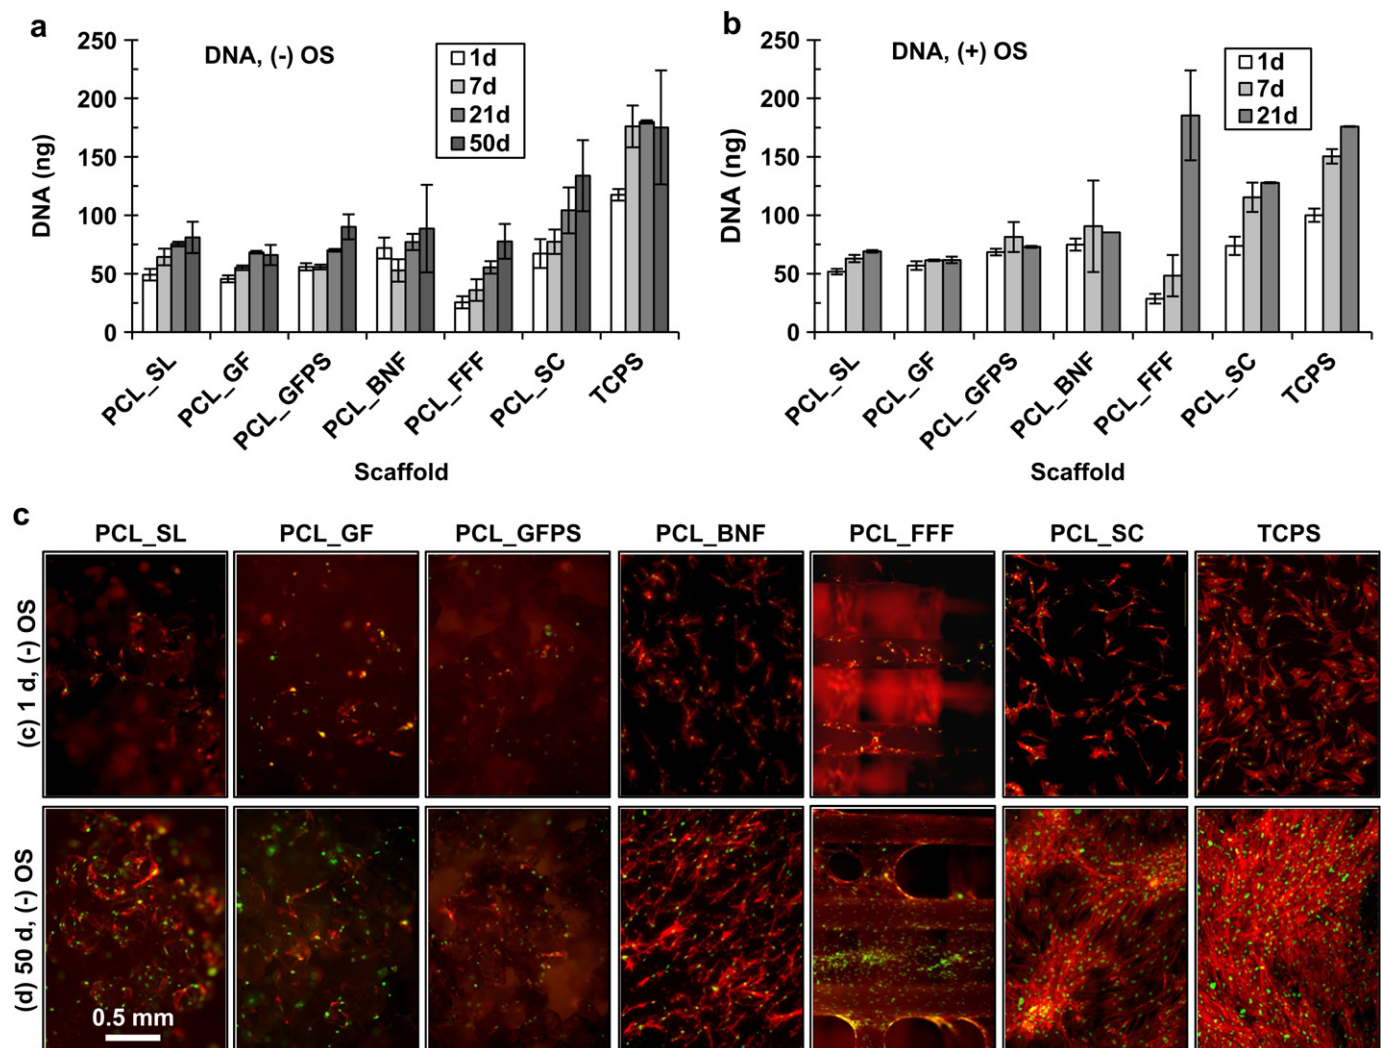 a
DNA, (-) OS
1d
7d
21d
50d
250
200
150
100
50
0
DNA (ng)
PCL_SL
PCL_GF
PCL_GFPS
PCL_BNF
PCL_FFF
PCL_SC
TCPS
Scaffold
b
DNA, (+) OS
1d
7d
21d
250
200
150
100
50
0
DNA (ng)
PCL_SL
PCL_GF
PCL_GFPS
PCL_BNF
PCL_FFF
PCL_SC
TCPS
Scaffold
c
PCL_SL PCL_GF PCL_GFPS PCL_BNF PCL_FFF PCL_SC TCPS
(c) 1 d, (-) OS
(d) 50 d, (-) OS
0.5 mm